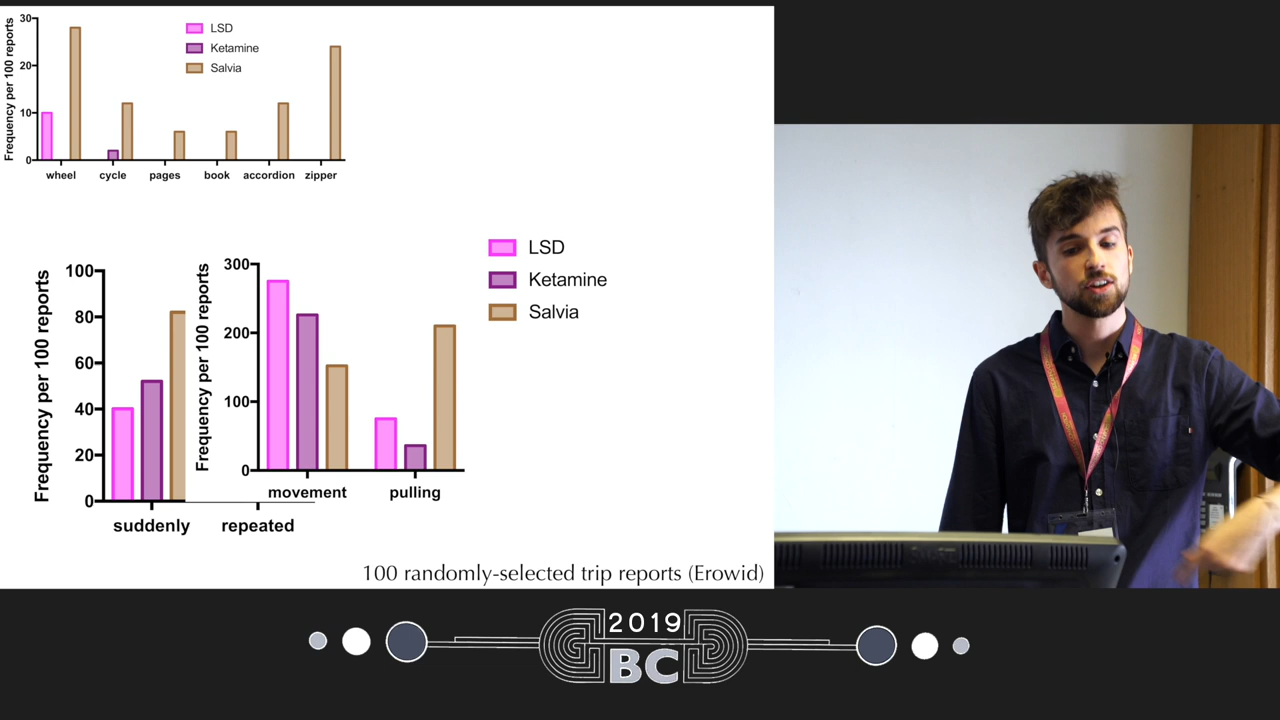 Frequency per 100 reports
30
20
10
0
LSD
Ketamine
Salvia
wheel cycle pages book accordion zipper
Frequency per 100 reports
100
80
60
40
20
0
suddenly repeated
Frequency per 100 reports
300
200
100
0
movement pulling
LSD
Ketamine
Salvia
100 randomly-selected trip reports (Erowid)
2019
BC